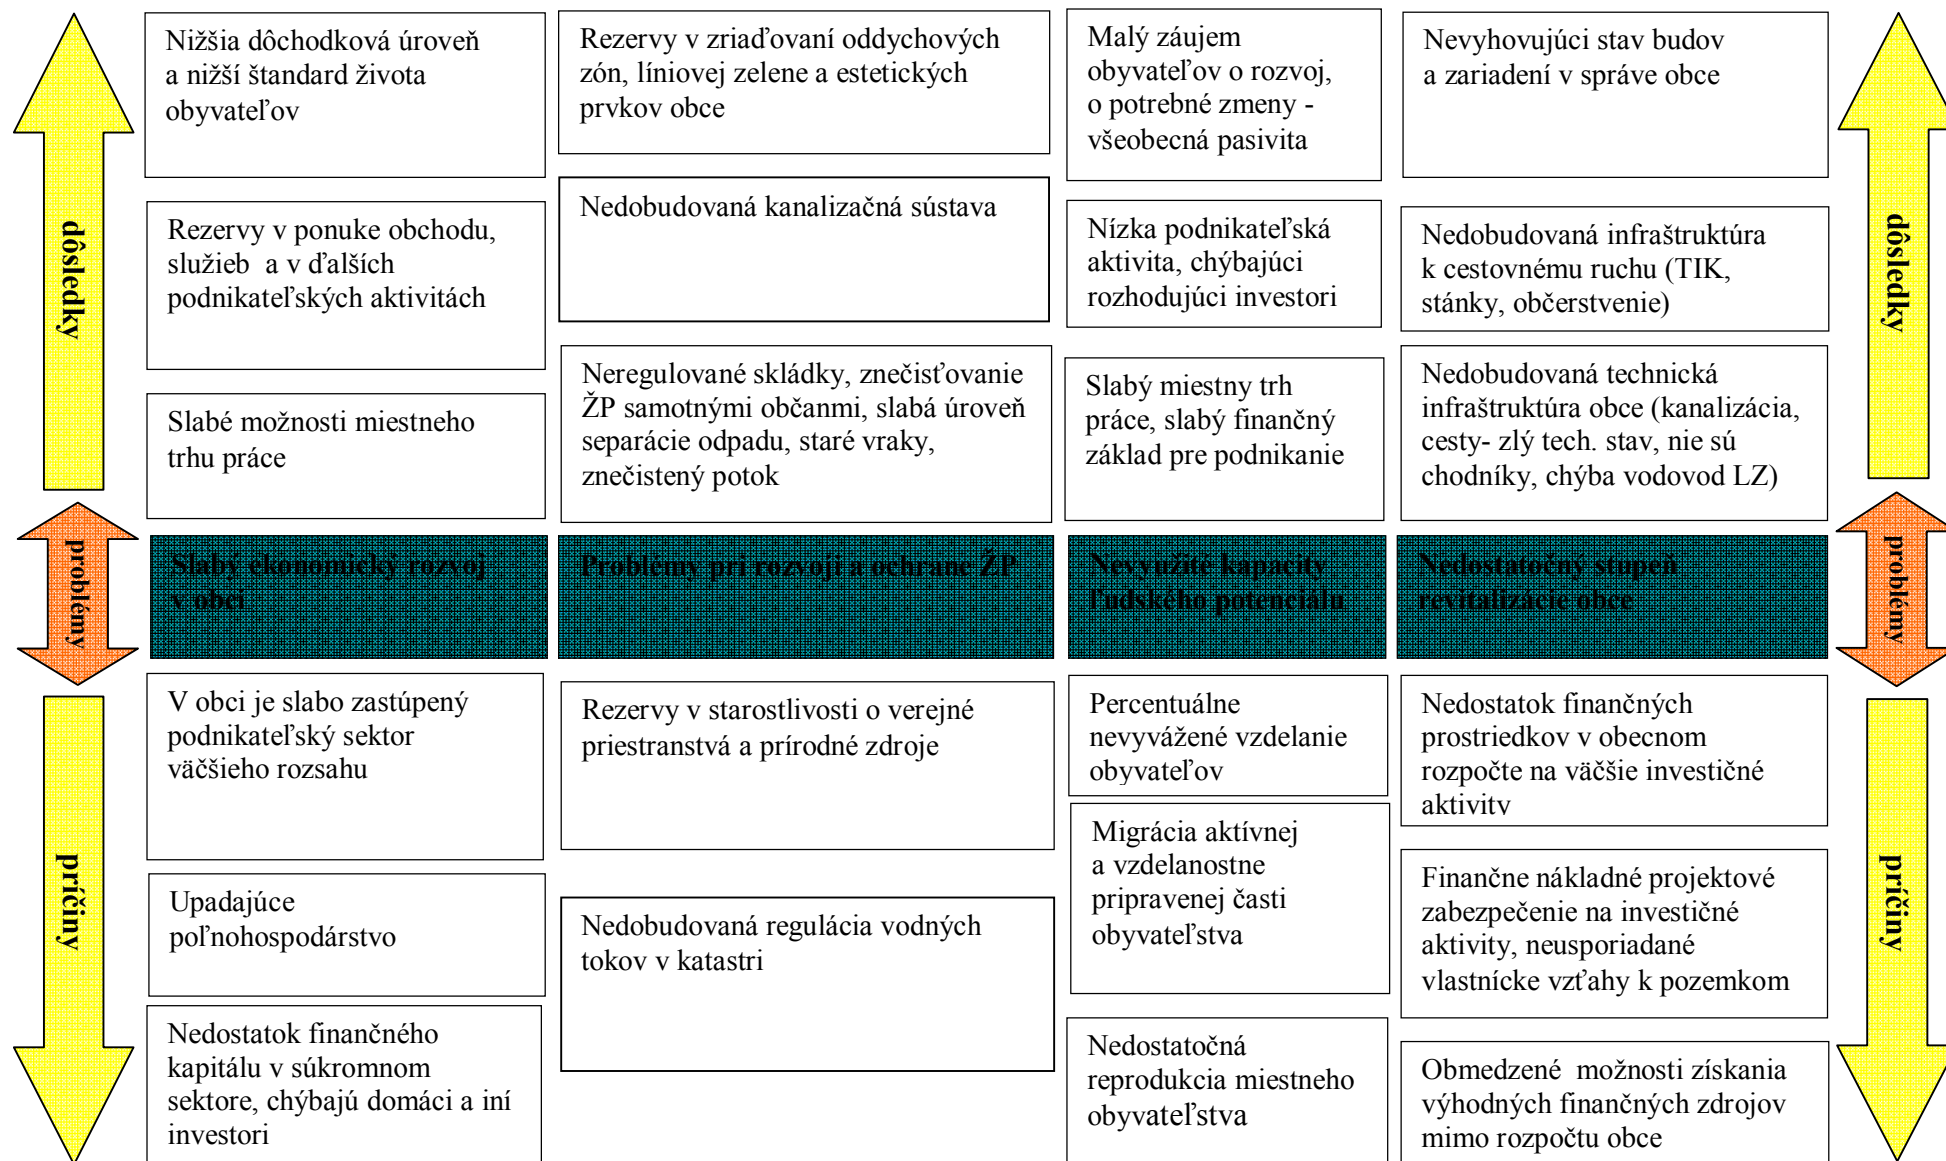 dôsledky
problémy
príčiny
Nižšia dôchodková úroveň
a nižší štandard života
obyvateľov
Rezervy v ponuke obchodu,
služieb a v ďalších
podnikateľských aktivitách
Slabé možnosti miestneho
trhu práce
Slabý ekonomický rozvoj
v obci
V obci je slabo zastúpený
podnikateľský sektor
väčšieho rozsahu
Upadajúce
poľnohospodárstvo
Nedostatok finančného
kapitálu v súkromnom
sektore, chýbajú domáci a iní
investori
Rezervy v zriaďovaní oddychových
zón, líniovej zelene a estetických
prvkov obce
Nedobudovaná kanalizačná sústava
Neregulované skládky, znečisťovanie
ŽP samotnými občanmi, slabá úroveň
separácie odpadu, staré vraky,
znečistený potok
Problémy pri rozvoji a ochrane ŽP
Rezervy v starostlivosti o verejné
priestranstvá a prírodné zdroje
Nedobudovaná regulácia vodných
tokov v katastri
Malý záujem
obyvateľov o rozvoj,
o potrebné zmeny -
všeobecná pasivita
Nízka podnikateľská
aktivita, chýbajúci
rozhodujúci investori
Slabý miestny trh
práce, slabý finančný
základ pre podnikanie
Nevyužité kapacity
ľudského potenciálu
Percentuálne
nevyvážené vzdelanie
obyvateľov
Migrácia aktívnej
a vzdelanostne
pripravenej časti
obyvateľstva
Nedostatočná
reprodukcia miestneho
obyvateľstva
Nevyhovujúci stav budov
a zariadení v správe obce
Nedobudovaná infraštruktúra
k cestovnému ruchu (TIK,
stánky, občerstvenie)
Nedobudovaná technická
infraštruktúra obce (kanalizácia,
cesty- zlý tech. stav, nie sú
chodníky, chýba vodovod LZ)
Nedostatočný stupeň
revitalizácie obce
Nedostatok finančných
prostriedkov v obecnom
rozpočte na väčšie investičné
aktivity
Finančne nákladné projektové
zabezpečenie na investičné
aktivity, neusporiadané
vlastnícke vzťahy k pozemkom
Obmedzené možnosti získania
výhodných finančných zdrojov
mimo rozpočtu obce
dôsledky
problémy
príčiny